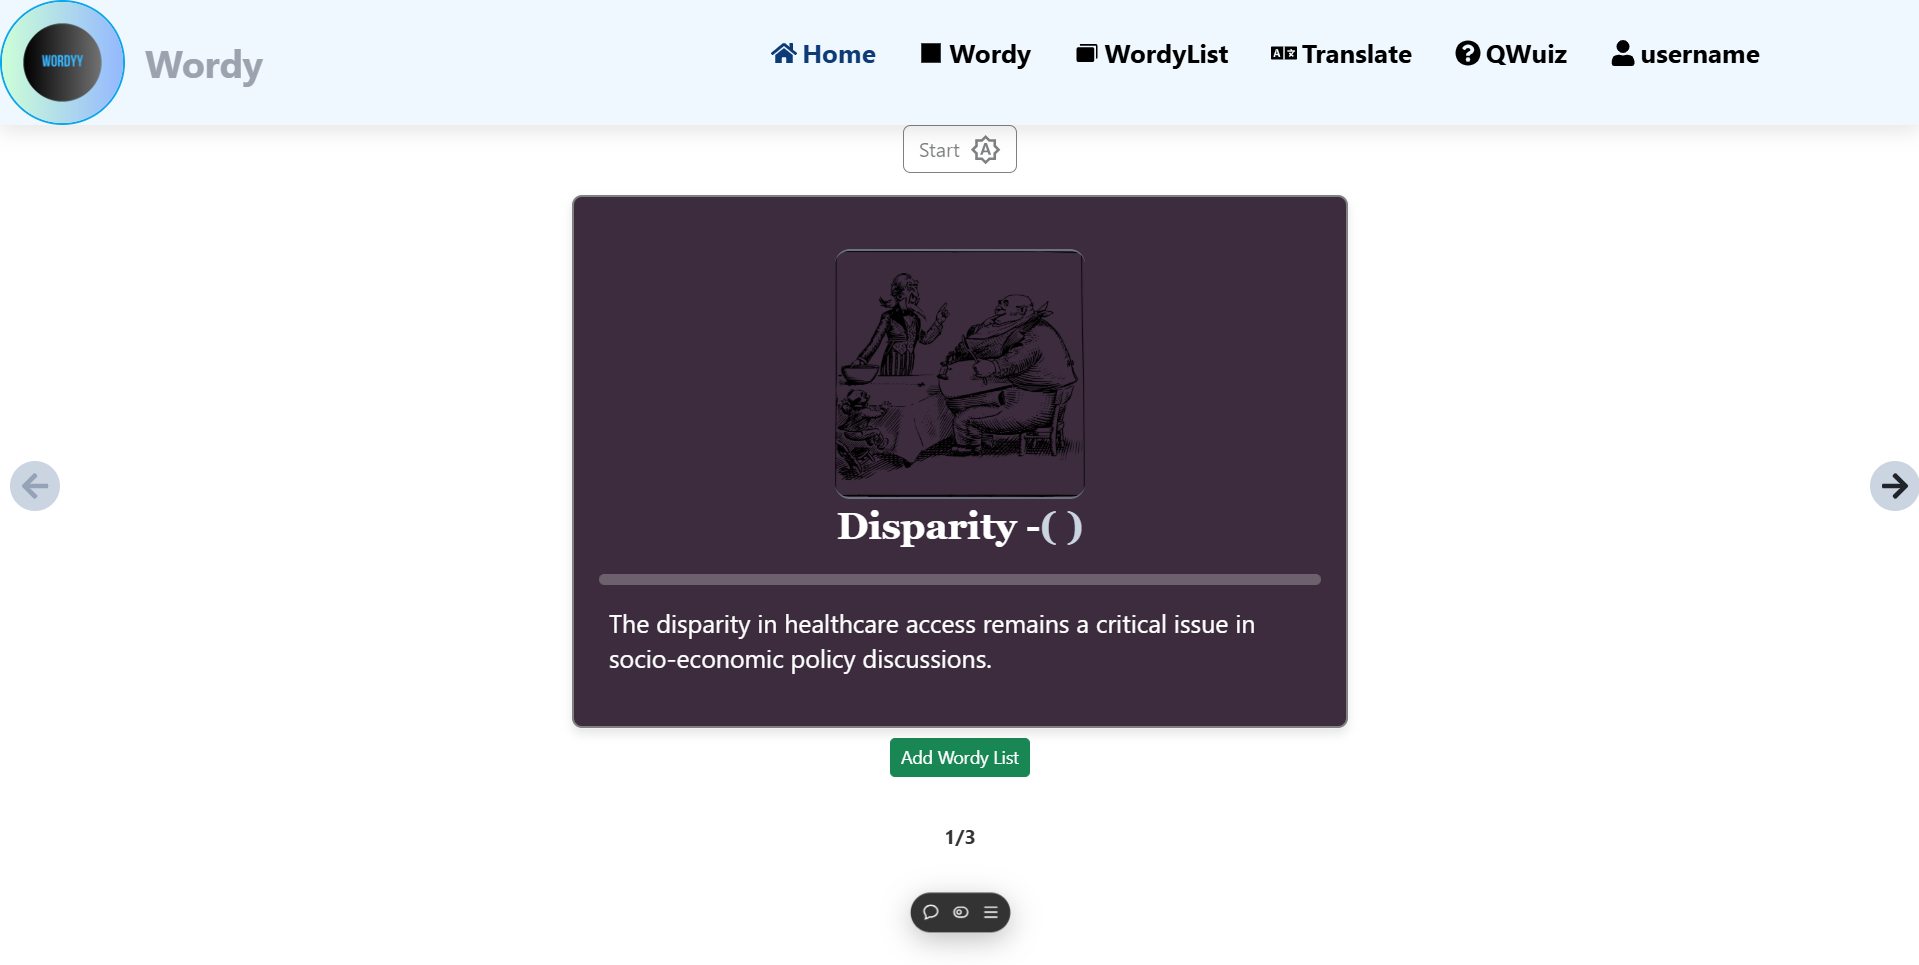 WORDYY
Wordy
Home
Wordy
WordyList
Translate
QWuiz
username
Start
Disparity -( )
The disparity in healthcare access remains a critical issue in
socio-economic policy discussions.
Add Wordy List
1/3